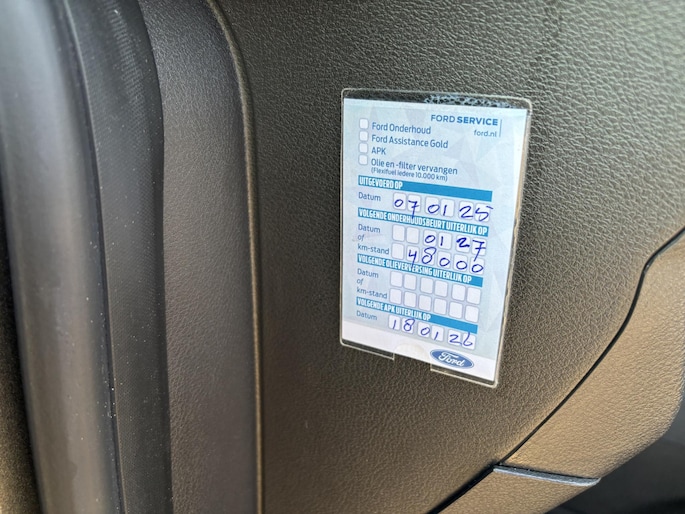 FORD SERVICE
ford.nl
Ford Onderhoud
Ford Assistance Gold
APK
Olie en -filter vervangen
(Flexifuel iedere 10.000 km)
UITGEVOERD OP
Datum 07 01 25
VOLGENDE ONDERHOUDSBEURT UITERLIJK OP
Datum 01 27
of
km-stand 48000
VOLGENDE OLIEVERVERSING UITERLIJK OP
Datum
of
km-stand
VOLGENDE APK UITERLIJK OP
Datum 18 01 26
Ford